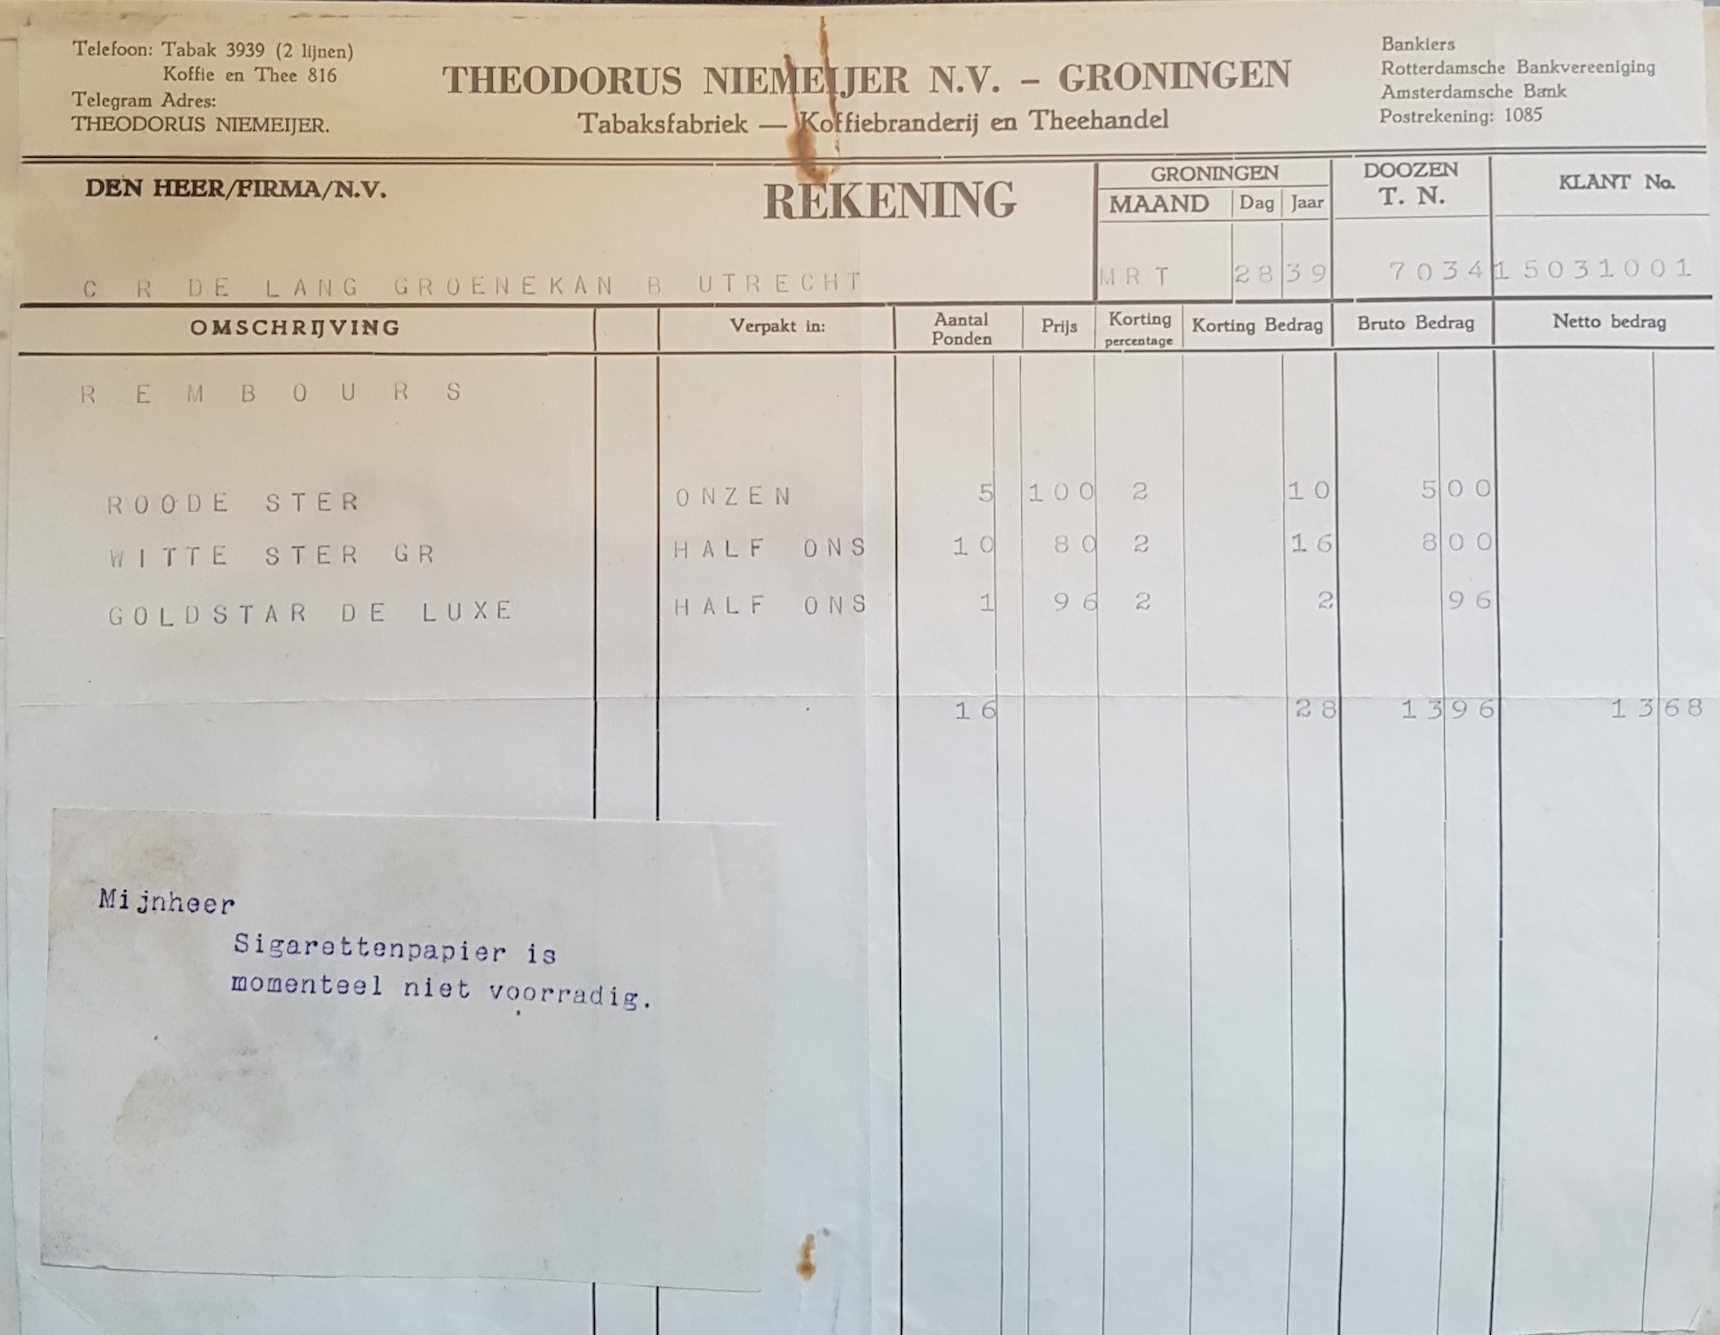 Telefoon: Tabak 3939 (2 lijnen)
Koffie en Thee 816
Telegram Adres:
THEODORUS NIEMEIJER.
THEODORUS NIEMEIJER N.V. – GRONINGEN
Tabaksfabriek — Koffiebranderij en Theehandel
Bankiers
Rotterdamsche Bankvereeniging
Amsterdamsche Bank
Postrekening: 1085
DEN HEER/FIRMA/N.V.
REKENING
GRONINGEN
MAAND Dag Jaar
DOOZEN
T. N.
KLANT No.
C R DE LANG GROENEKAN B UTRECHT MRT 28 39 7034 15031001
OMSCHRIJVING Verpakt in: Aantal Ponden Prijs Korting percentage Korting Bedrag Bruto Bedrag Netto bedrag
REMBOURS
ROODE STER ONZEN 5 100 2 10 500
WITTE STER GR HALF ONS 10 80 2 16 800
GOLDSTAR DE LUXE HALF ONS 1 96 2 2 96
16 28 1396 1368
Mijnheer
Sigarettenpapier is
momenteel niet voorradig.